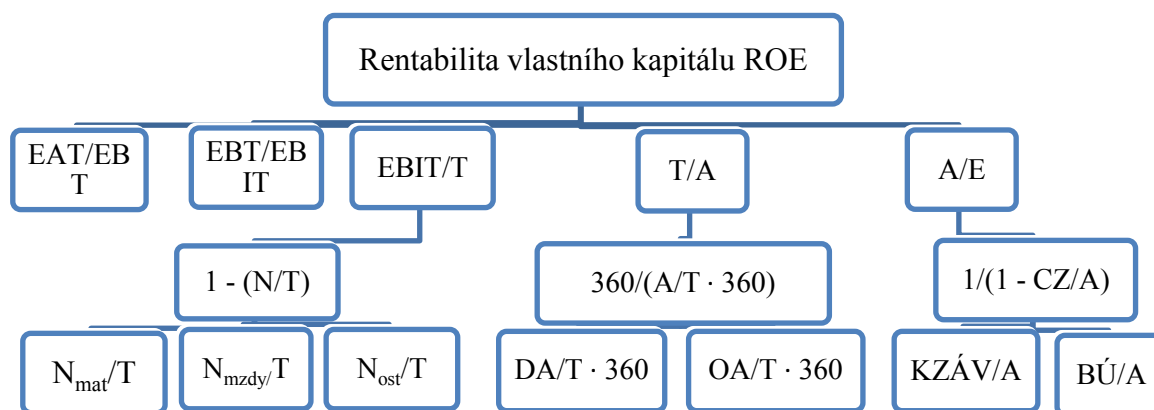 Rentabilita vlastního kapitálu ROE
EAT/EB
T
EBT/EB
IT
EBIT/T
T/A
A/E
1 - (N/T)
360/(A/T · 360)
1/(1 - CZ/A)
Nmat/T
Nmzdy/T
Nost/T
DA/T · 360
OA/T · 360
KZÁV/A
BÚ/A